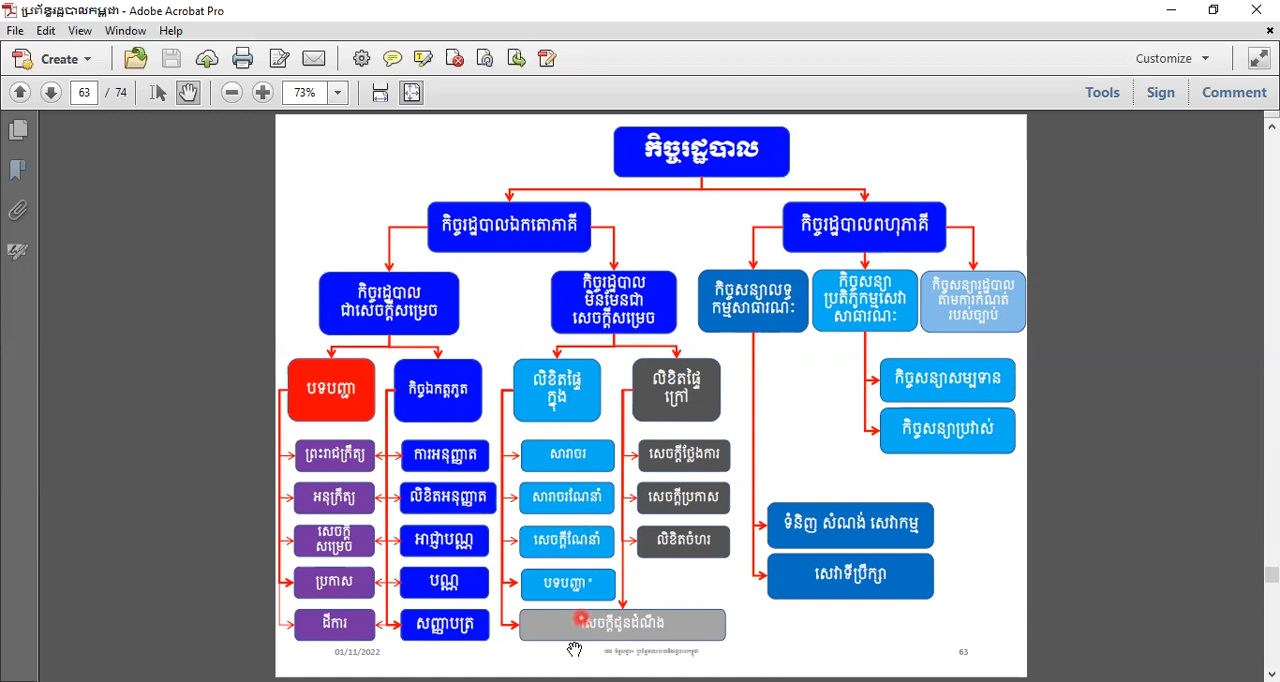 ប្រព័ន្ធរដ្ឋបាលកម្ពុជា - Adobe Acrobat Pro
File Edit View Window Help
Create
Customize
63 / 74
73%
Tools
Sign
Comment
កិច្ចរដ្ឋបាល
កិច្ចរដ្ឋបាលឯកតោភាគី
កិច្ចរដ្ឋបាលពហុភាគី
កិច្ចរដ្ឋបាល
ជាសេចក្តីសម្រេច
កិច្ចរដ្ឋបាល
មិនមែនជា
សេចក្តីសម្រេច
កិច្ចសន្យាលទ្ធ
កម្មសាធារណៈ
កិច្ចសន្យា
ប្រតិភូកម្មសេវា
សាធារណៈ
កិច្ចសន្យារដ្ឋបាល
តាមការកំណត់
របស់ច្បាប់
បទបញ្ជា
កិច្ចឯកត្តភូត
លិខិតផ្ទៃ
ក្នុង
លិខិតផ្ទៃ
ក្រៅ
កិច្ចសន្យាសម្បទាន
កិច្ចសន្យាប្រវាស់
ព្រះរាជក្រឹត្យ
ការអនុញ្ញាត
សារាចរ
សេចក្តីថ្លែងការ
អនុក្រឹត្យ
លិខិតអនុញ្ញាត
សារាចរណែនាំ
សេចក្តីប្រកាស
សេចក្តី
សម្រេច
អាជ្ញាបណ្ណ
សេចក្តីណែនាំ
លិខិតចំហរ
ទំនិញ សំណង់ សេវាកម្ម
ប្រកាស
បណ្ណ
បទបញ្ជា*
សេវាទីប្រឹក្សា
ដីការ
សញ្ញាបត្រ
សេចក្តីជូនដំណឹង
01/11/2022
63